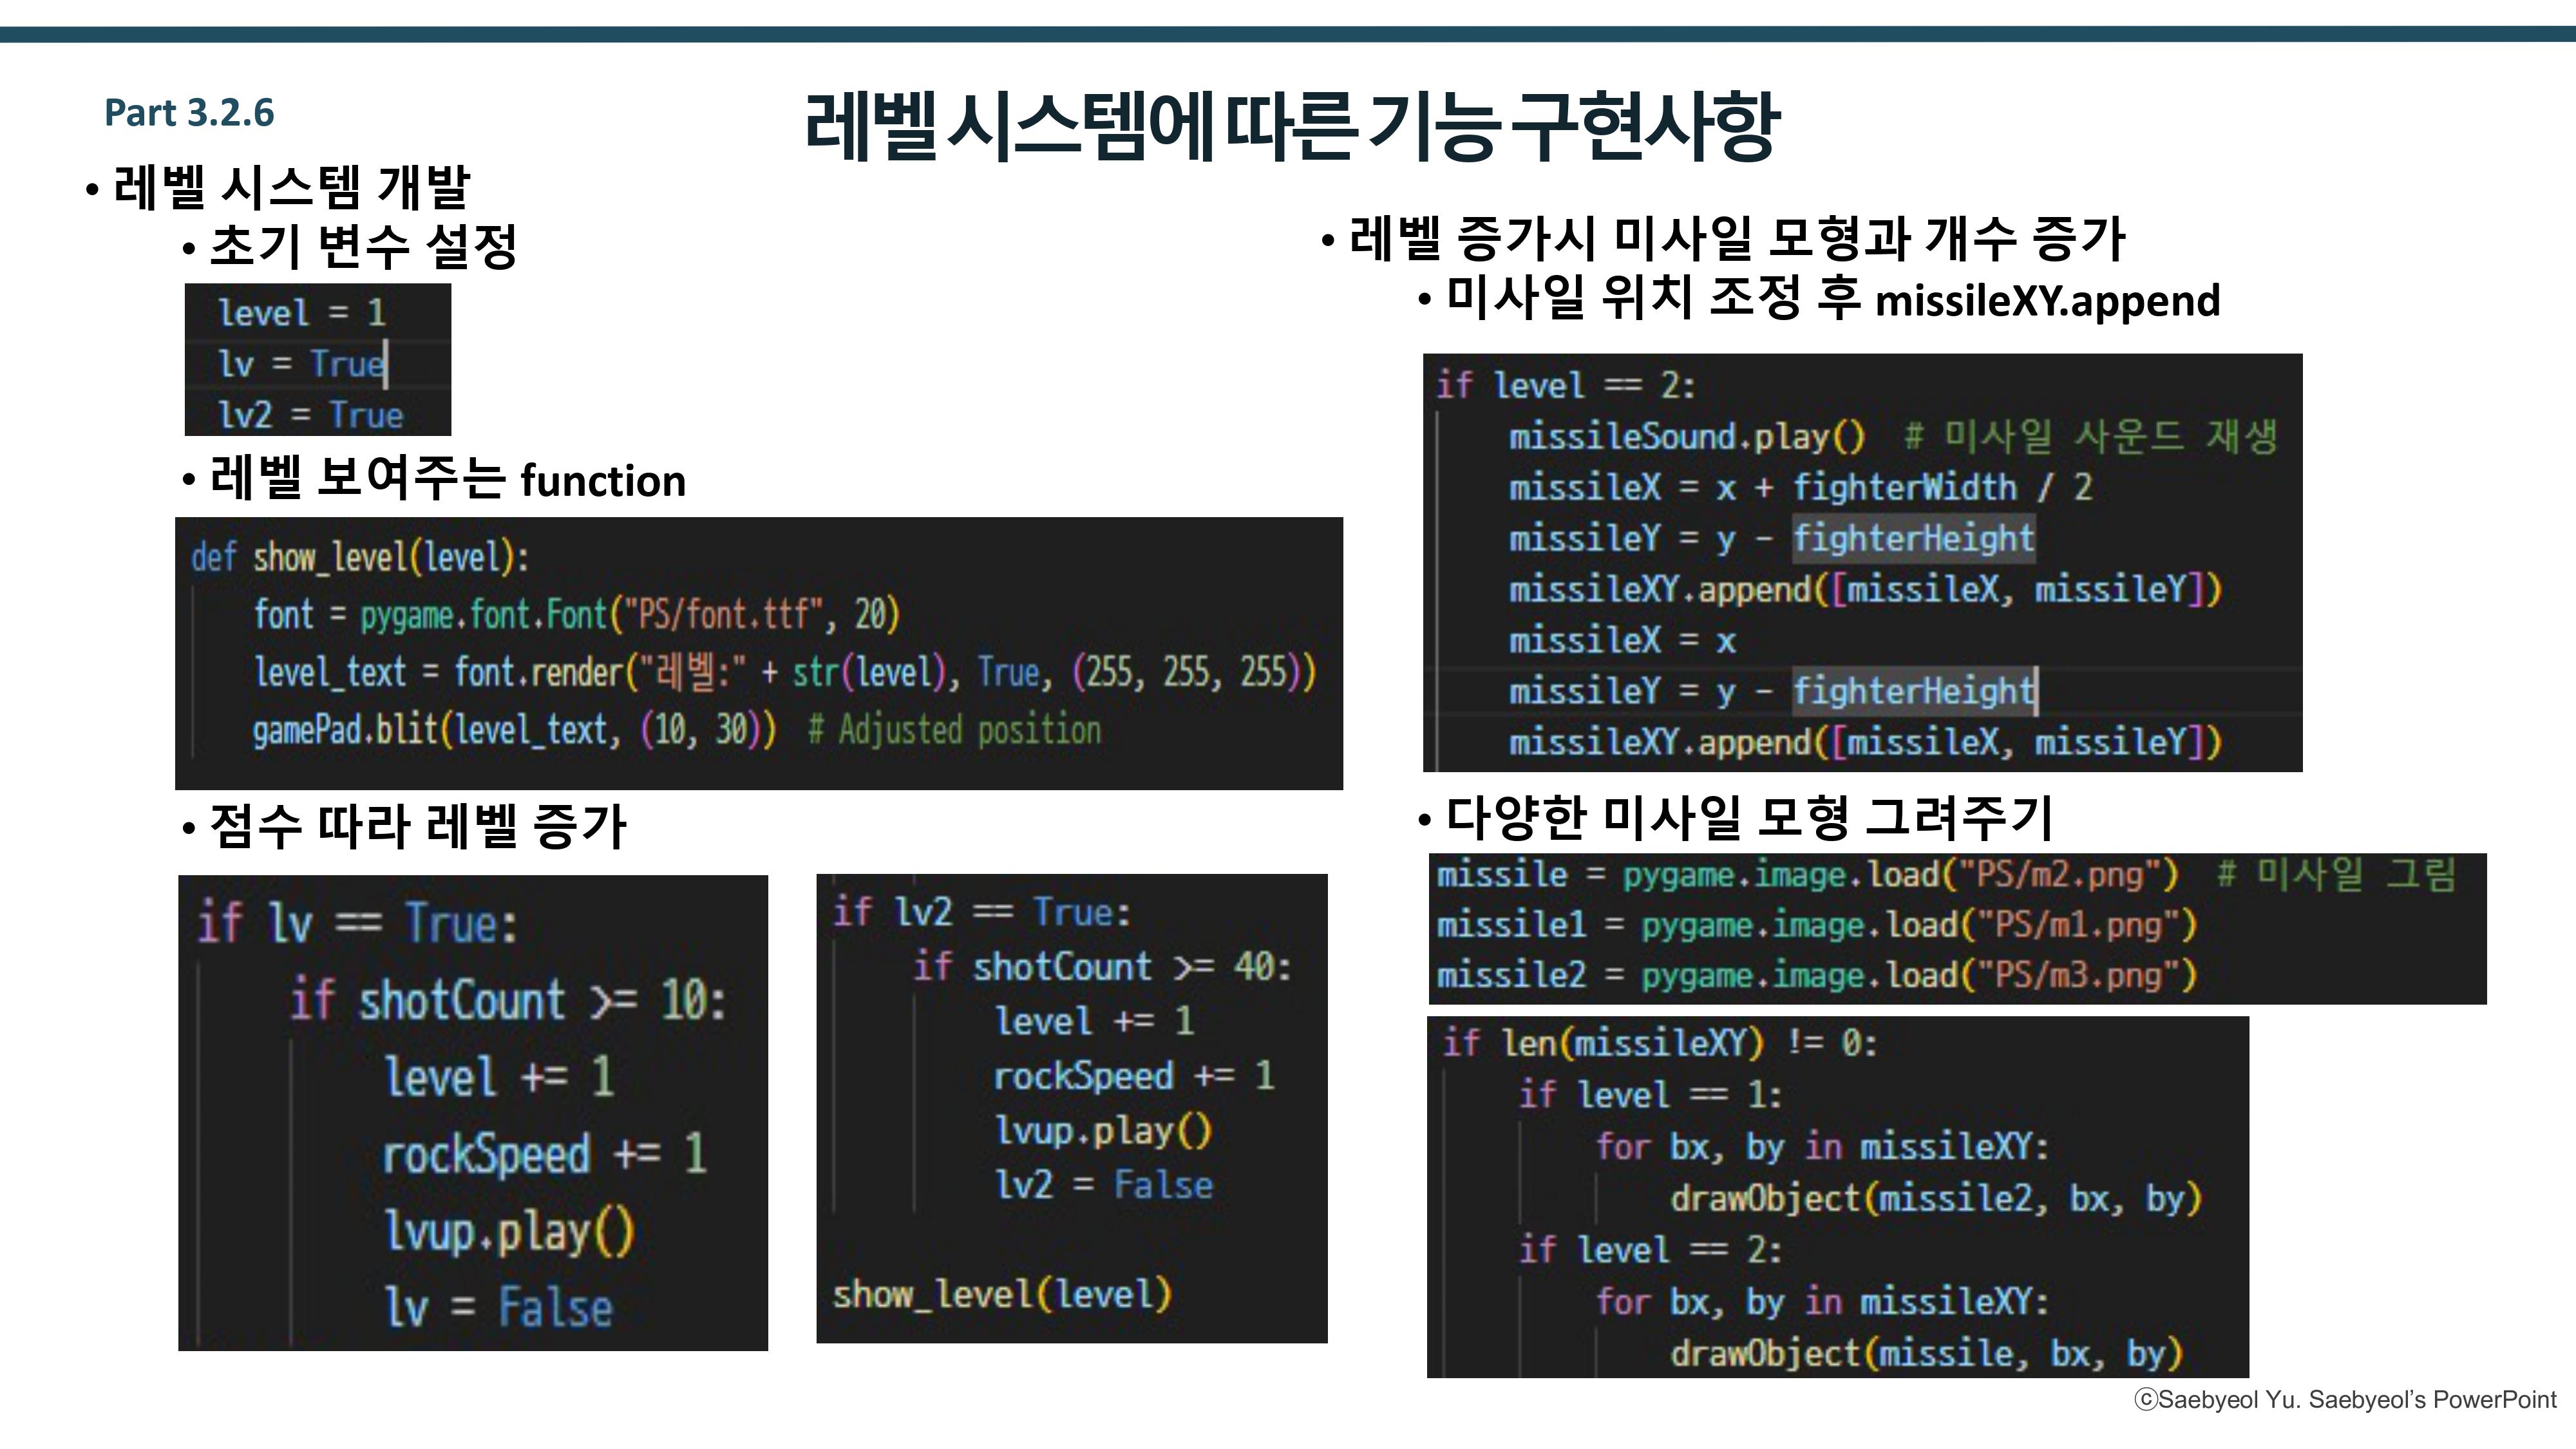 Part 3.2.6
레벨 시스템에 따른 기능 구현사항
• 레벨 시스템 개발
• 초기 변수 설정
level = 1
lv = True
lv2 = True
• 레벨 보여주는 function
def show_level(level):
font = pygame.font.Font("PS/font.ttf", 20)
level_text = font.render("레벨:" + str(level), True, (255, 255, 255))
gamePad.blit(level_text, (10, 30)) # Adjusted position
• 점수 따라 레벨 증가
if lv == True:
if shotCount >= 10:
level += 1
rockSpeed += 1
lvup.play()
lv = False
if lv2 == True:
if shotCount >= 40:
level += 1
rockSpeed += 1
lvup.play()
lv2 = False
show_level(level)
• 레벨 증가시 미사일 모형과 개수 증가
• 미사일 위치 조정 후 missileXY.append
if level == 2:
missileSound.play() # 미사일 사운드 재생
missileX = x + fighterWidth / 2
missileY = y - fighterHeight
missileXY.append([missileX, missileY])
missileX = x
missileY = y - fighterHeight
missileXY.append([missileX, missileY])
• 다양한 미사일 모형 그려주기
missile = pygame.image.load("PS/m2.png") # 미사일 그림
missile1 = pygame.image.load("PS/m1.png")
missile2 = pygame.image.load("PS/m3.png")
if len(missileXY) != 0:
if level == 1:
for bx, by in missileXY:
drawObject(missile2, bx, by)
if level == 2:
for bx, by in missileXY:
drawObject(missile, bx, by)
ⓒSaebyeol Yu. Saebyeol’s PowerPoint